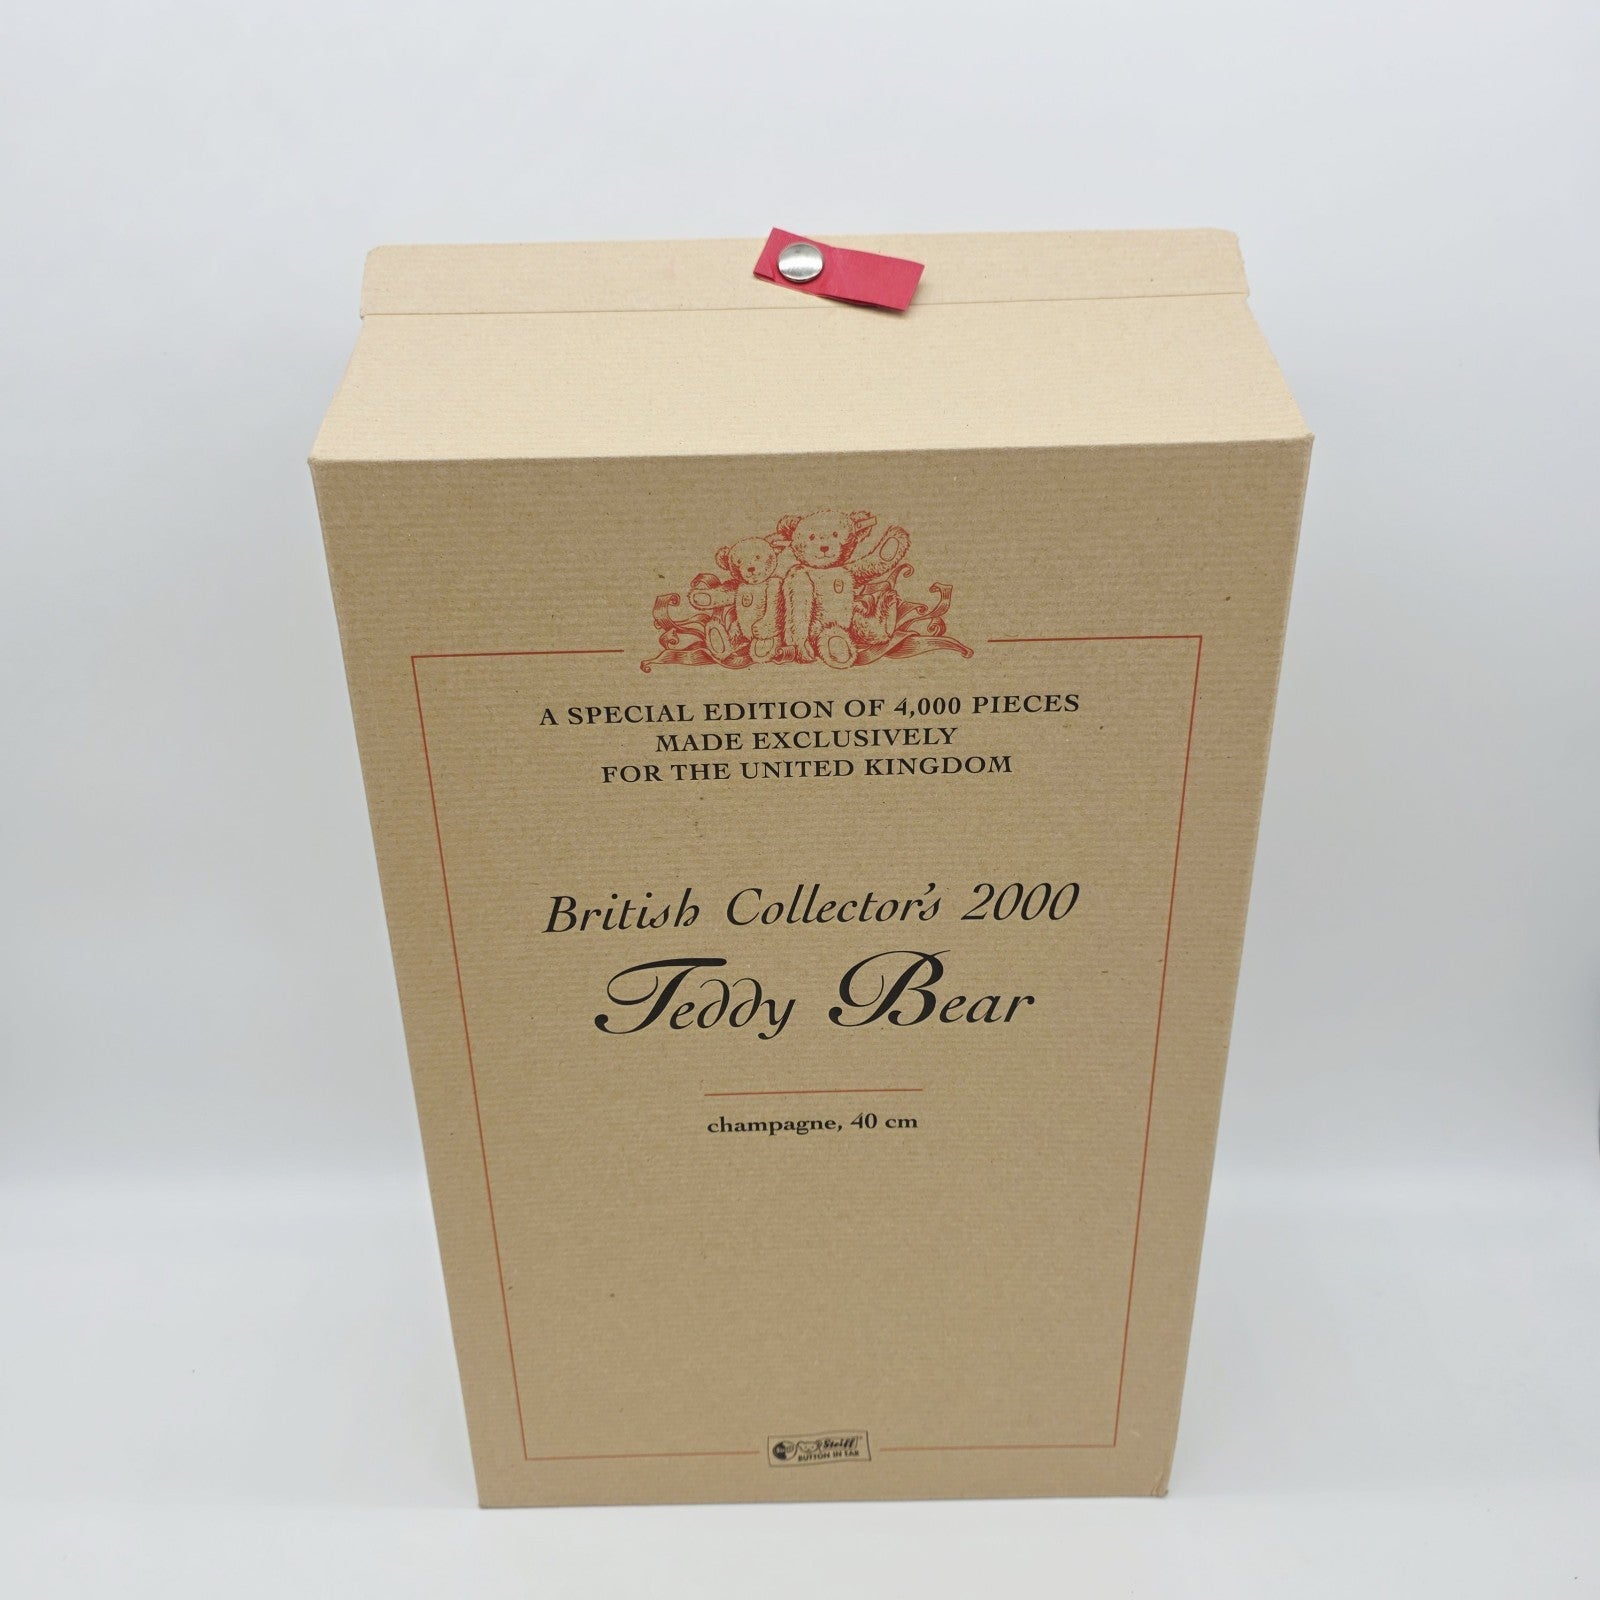 A SPECIAL EDITION OF 4,000 PIECES
MADE EXCLUSIVELY
FOR THE UNITED KINGDOM
British Collector's 2000
Teddy Bear
champagne, 40 cm
Steiff
BUTTON IN EAR